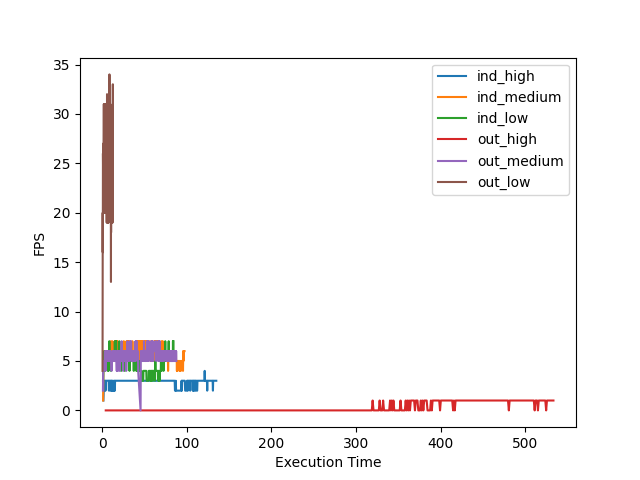 35
30
25
20
15
10
5
0
FPS
0
100
200
300
400
500
Execution Time
ind_high
ind_medium
ind_low
out_high
out_medium
out_low